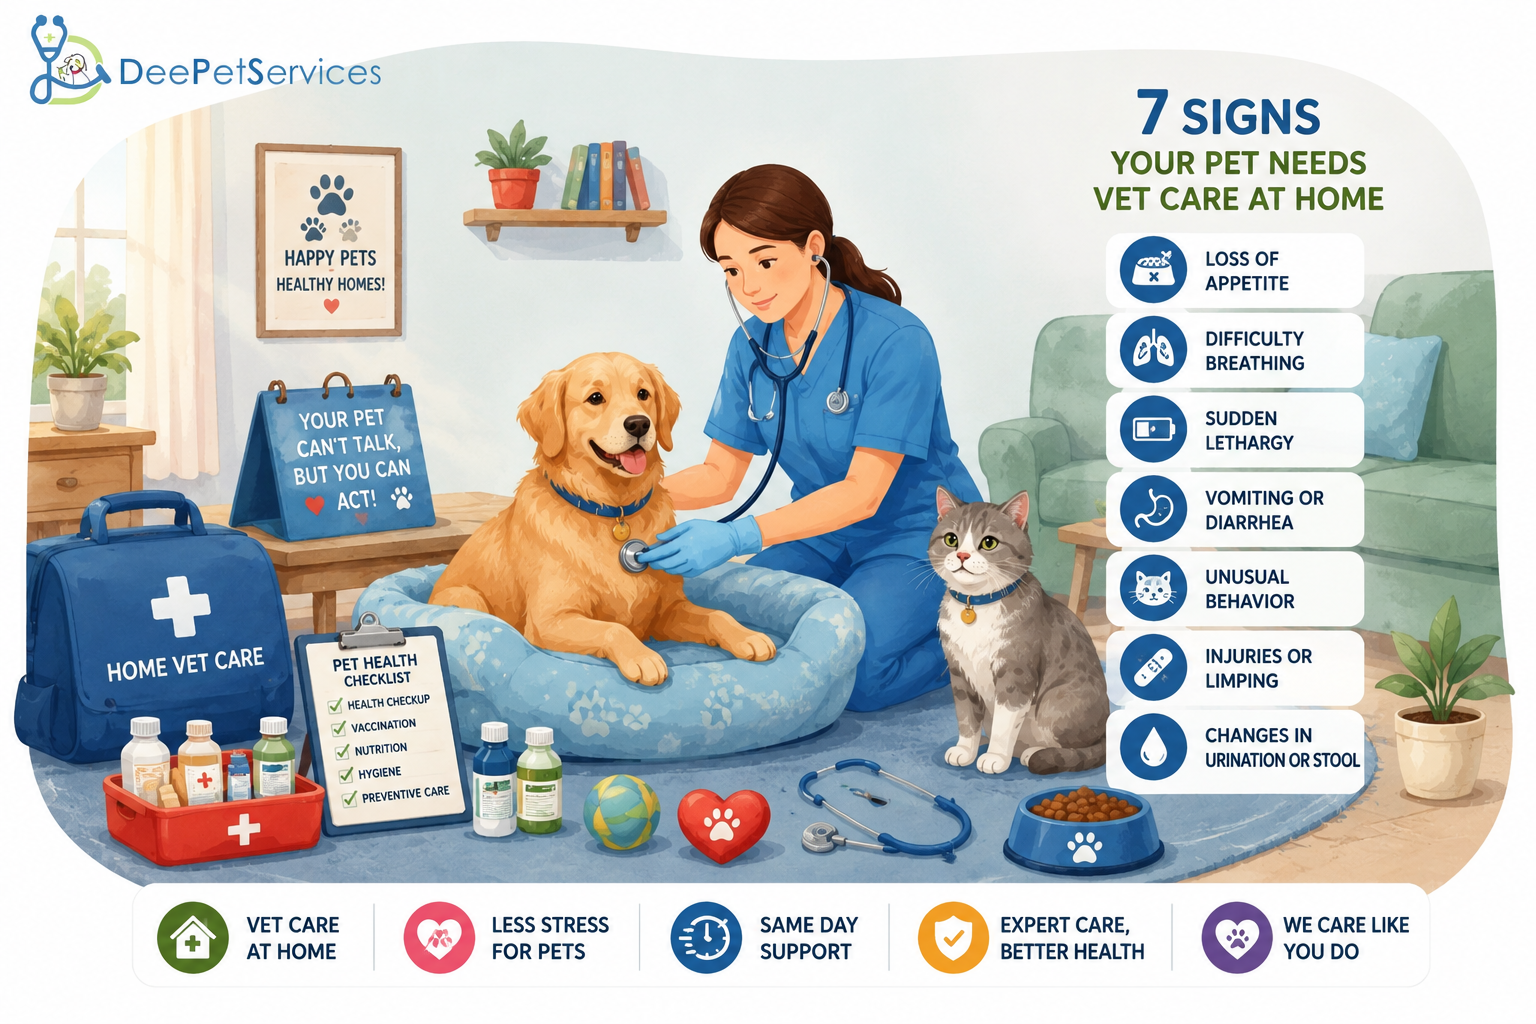 DeePetServices
7 SIGNS
YOUR PET NEEDS
VET CARE AT HOME
LOSS OF
APPETITE
DIFFICULTY
BREATHING
SUDDEN
LETHARGY
VOMITING OR
DIARRHEA
UNUSUAL
BEHAVIOR
INJURIES OR
LIMPING
CHANGES IN
URINATION OR STOOL
HAPPY PETS
HEALTHY HOMES!
YOUR PET
CAN'T TALK,
BUT YOU CAN
ACT!
HOME VET CARE
PET HEALTH
CHECKLIST
HEALTH CHECKUP
VACCINATION
NUTRITION
HYGIENE
PREVENTIVE CARE
VET CARE
AT HOME
LESS STRESS
FOR PETS
SAME DAY
SUPPORT
EXPERT CARE,
BETTER HEALTH
WE CARE LIKE
YOU DO